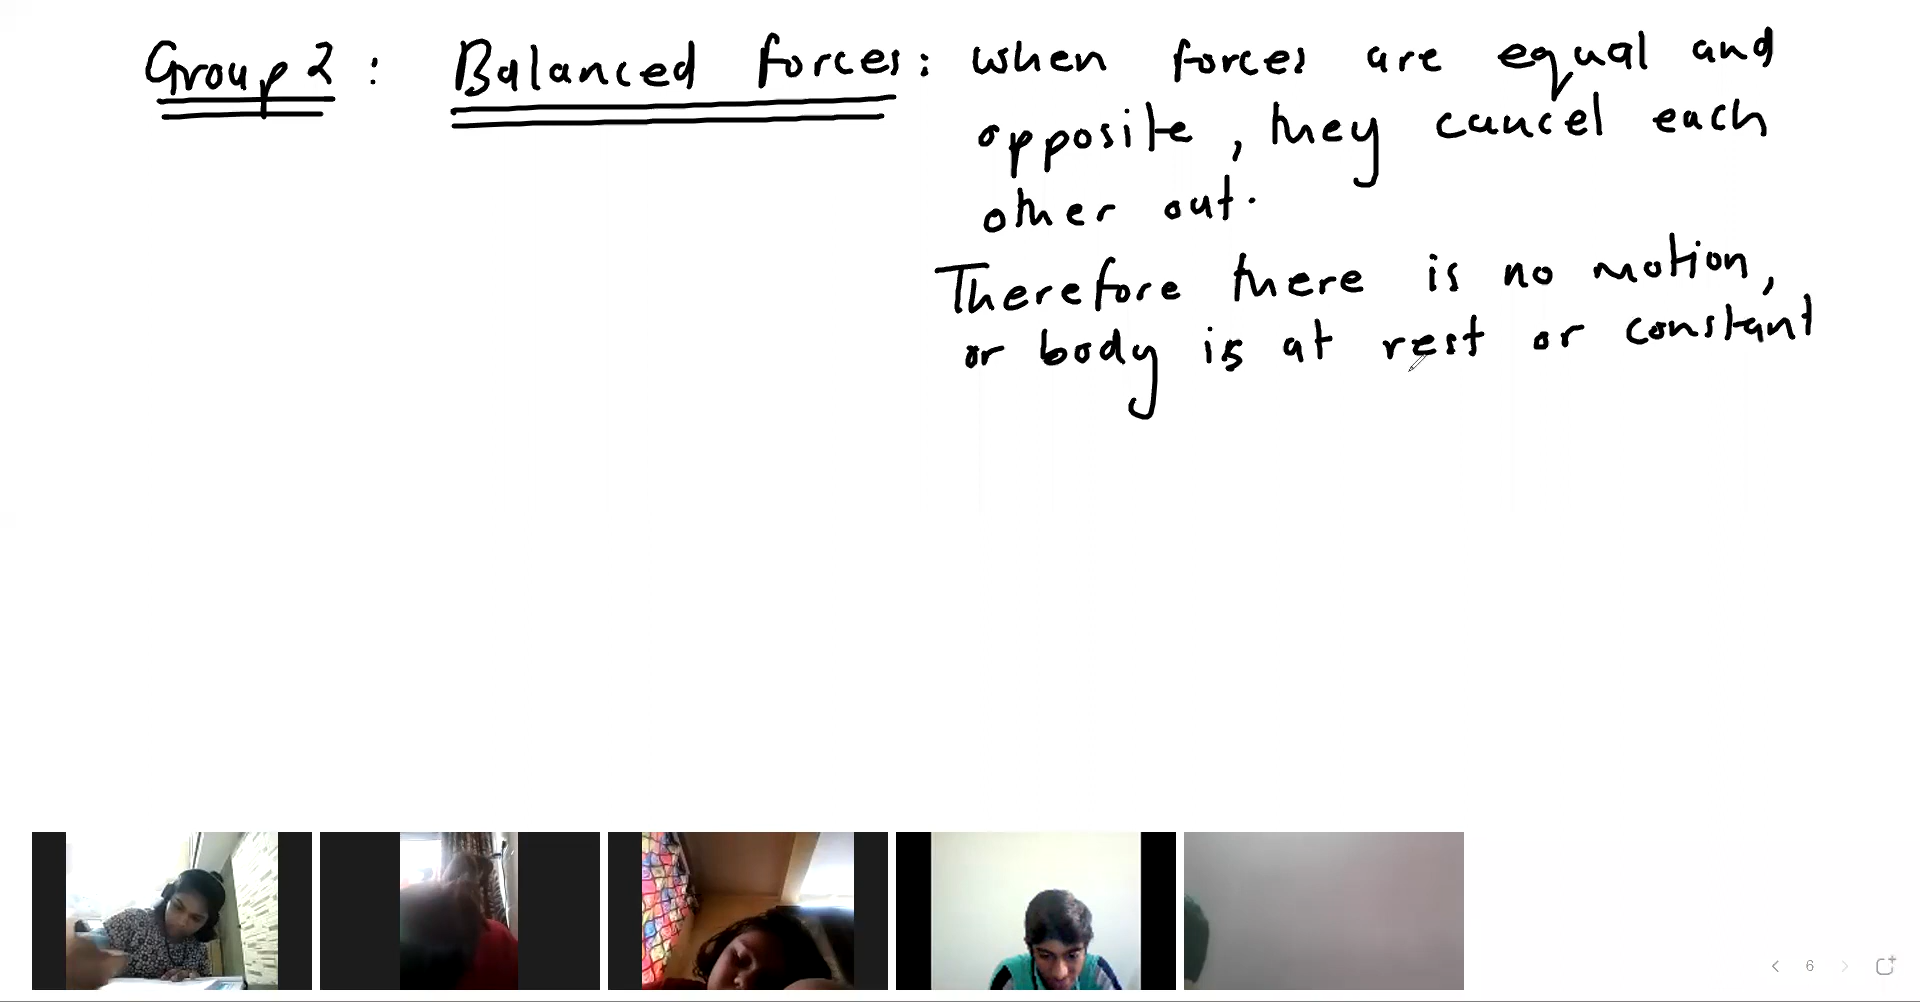 Group 2 : Balanced forces : when forces are equal and
opposite, they cancel each
other out.
Therefore there is no motion,
or body is at rest or constant
6